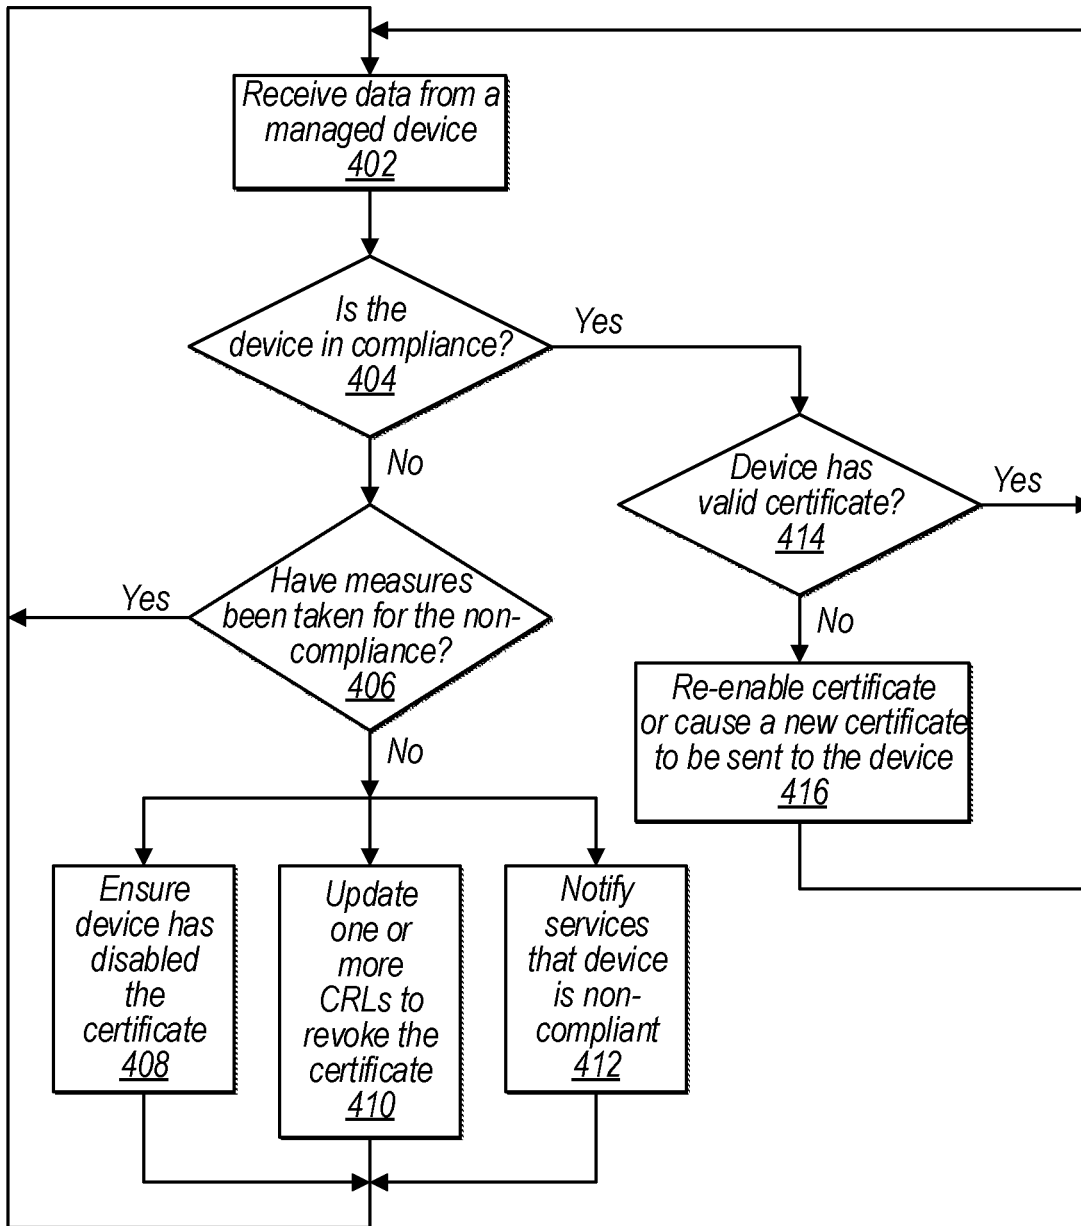 Receive data from a
managed device
402
Is the
device in compliance?
404
Yes
No
Device has
valid certificate?
414
Yes
No
Have measures
been taken for the non-
compliance?
406
Yes
No
Re-enable certificate
or cause a new certificate
to be sent to the device
416
Ensure
device has
disabled
the
certificate
408
Update
one or
more
CRLs to
revoke the
certificate
410
Notify
services
that device
is non-
compliant
412